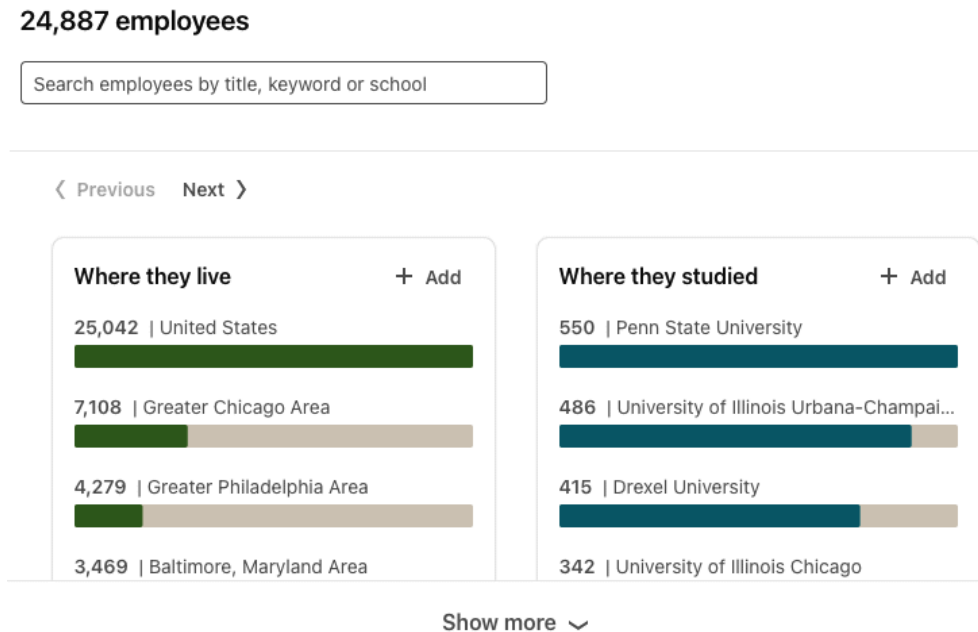 24,887 employees
Search employees by title, keyword or school
Previous Next
Where they live + Add
25,042 | United States
7,108 | Greater Chicago Area
4,279 | Greater Philadelphia Area
3,469 | Baltimore, Maryland Area
Where they studied + Add
550 | Penn State University
486 | University of Illinois Urbana-Champai...
415 | Drexel University
342 | University of Illinois Chicago
Show more